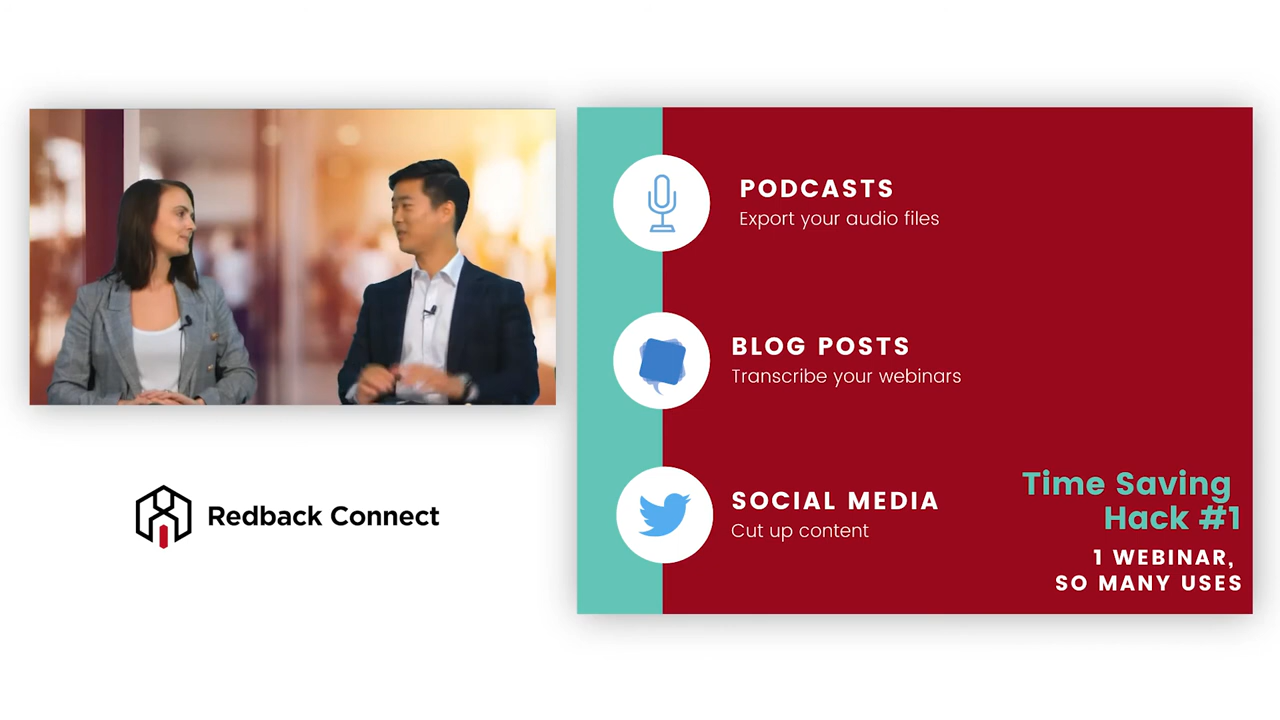 PODCASTS
Export your audio files
BLOG POSTS
Transcribe your webinars
SOCIAL MEDIA
Cut up content
Time Saving
Hack #1
1 WEBINAR,
SO MANY USES
Redback Connect